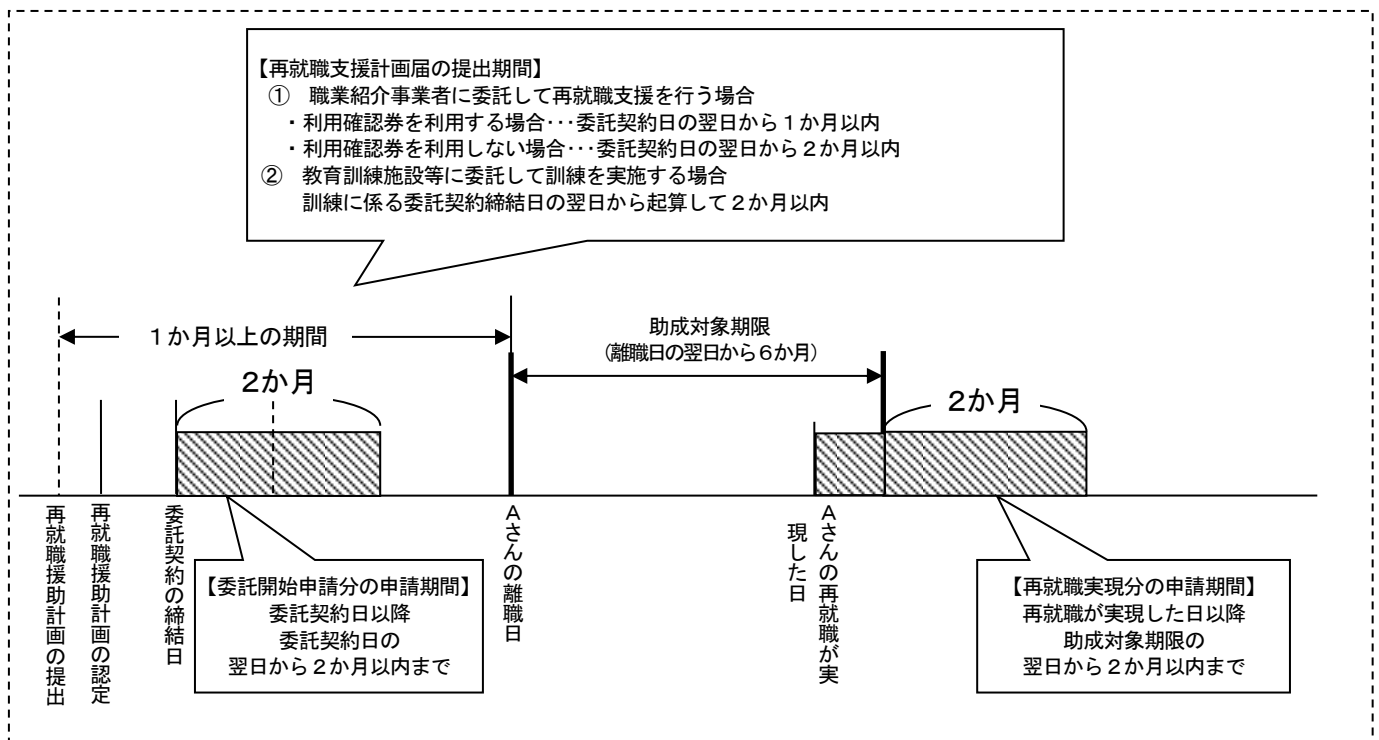 【再就職支援計画届の提出期間】
① 職業紹介事業者に委託して再就職支援を行う場合
・利用確認券を利用する場合･･･委託契約日の翌日から１か月以内
・利用確認券を利用しない場合･･･委託契約日の翌日から２か月以内
② 教育訓練施設等に委託して訓練を実施する場合
訓練に係る委託契約締結日の翌日から起算して２か月以内
１か月以上の期間
助成対象期限
（離職日の翌日から６か月）
２か月
２か月
再就職援助計画の提出
再就職援助計画の認定
委託契約の締結日
Ａさんの離職日
Ａさんの再就職が実
現した日
【委託開始申請分の申請期間】
委託契約日以降
委託契約日の
翌日から２か月以内まで
【再就職実現分の申請期間】
再就職が実現した日以降
助成対象期限の
翌日から２か月以内まで